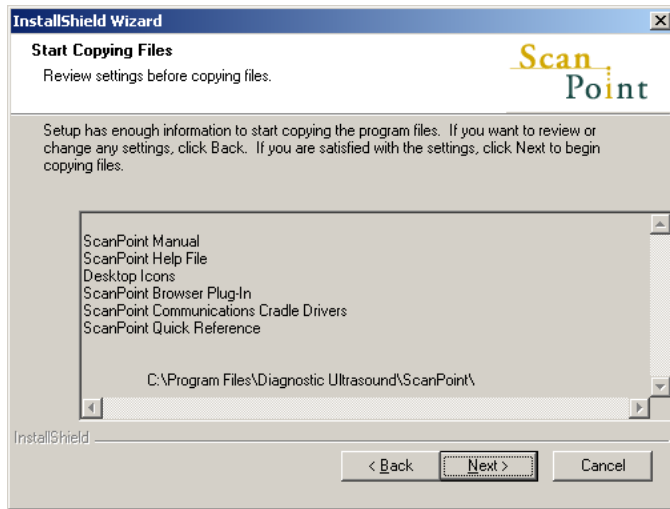 InstallShield Wizard
Start Copying Files
Review settings before copying files.
Scan
Point
Setup has enough information to start copying the program files.  If you want to review or
change any settings, click Back.  If you are satisfied with the settings, click Next to begin
copying files.
ScanPoint Manual
ScanPoint Help File
Desktop Icons
ScanPoint Browser Plug-In
ScanPoint Communications Cradle Drivers
ScanPoint Quick Reference
C:\Program Files\Diagnostic Ultrasound\ScanPoint\
InstallShield
< Back
Next >
Cancel